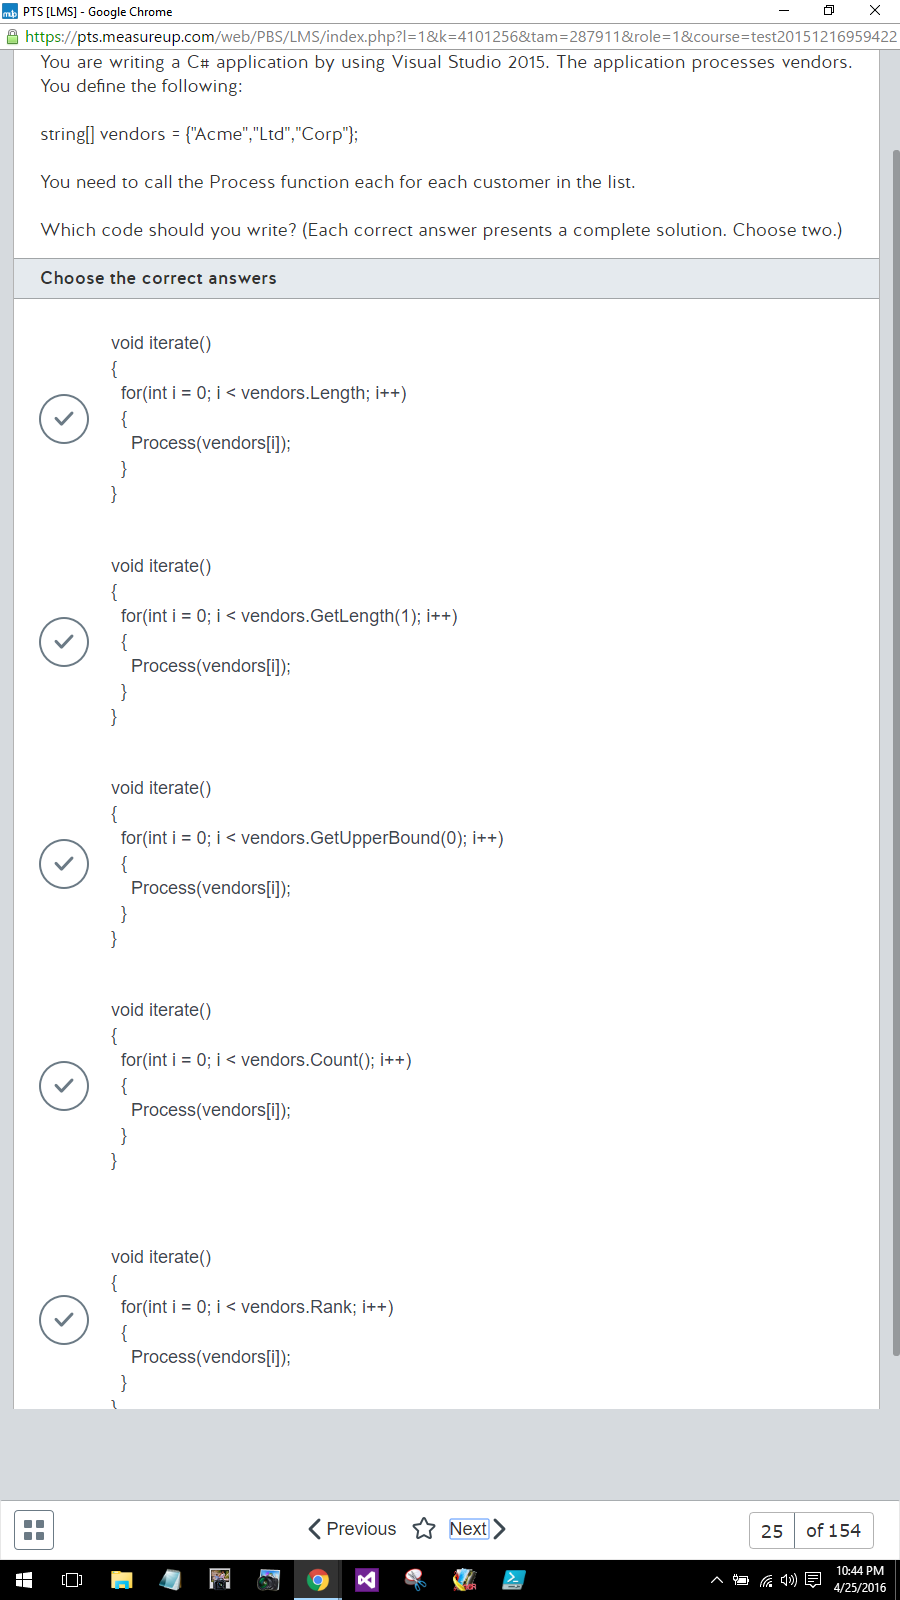 PTS [LMS] - Google Chrome
https://pts.measureup.com/web/PBS/LMS/index.php?l=1&k=4101256&tam=287911&role=1&course=test20151216959422
You are writing a C# application by using Visual Studio 2015. The application processes vendors.
You define the following:
string[] vendors = {"Acme","Ltd","Corp"};
You need to call the Process function each for each customer in the list.
Which code should you write? (Each correct answer presents a complete solution. Choose two.)
Choose the correct answers
void iterate()
{
for(int i = 0; i < vendors.Length; i++)
{
Process(vendors[i]);
}
}
void iterate()
{
for(int i = 0; i < vendors.GetLength(1); i++)
{
Process(vendors[i]);
}
}
void iterate()
{
for(int i = 0; i < vendors.GetUpperBound(0); i++)
{
Process(vendors[i]);
}
}
void iterate()
{
for(int i = 0; i < vendors.Count(); i++)
{
Process(vendors[i]);
}
}
void iterate()
{
for(int i = 0; i < vendors.Rank; i++)
{
Process(vendors[i]);
}
}
Previous Next
25 of 154
10:44 PM
4/25/2016